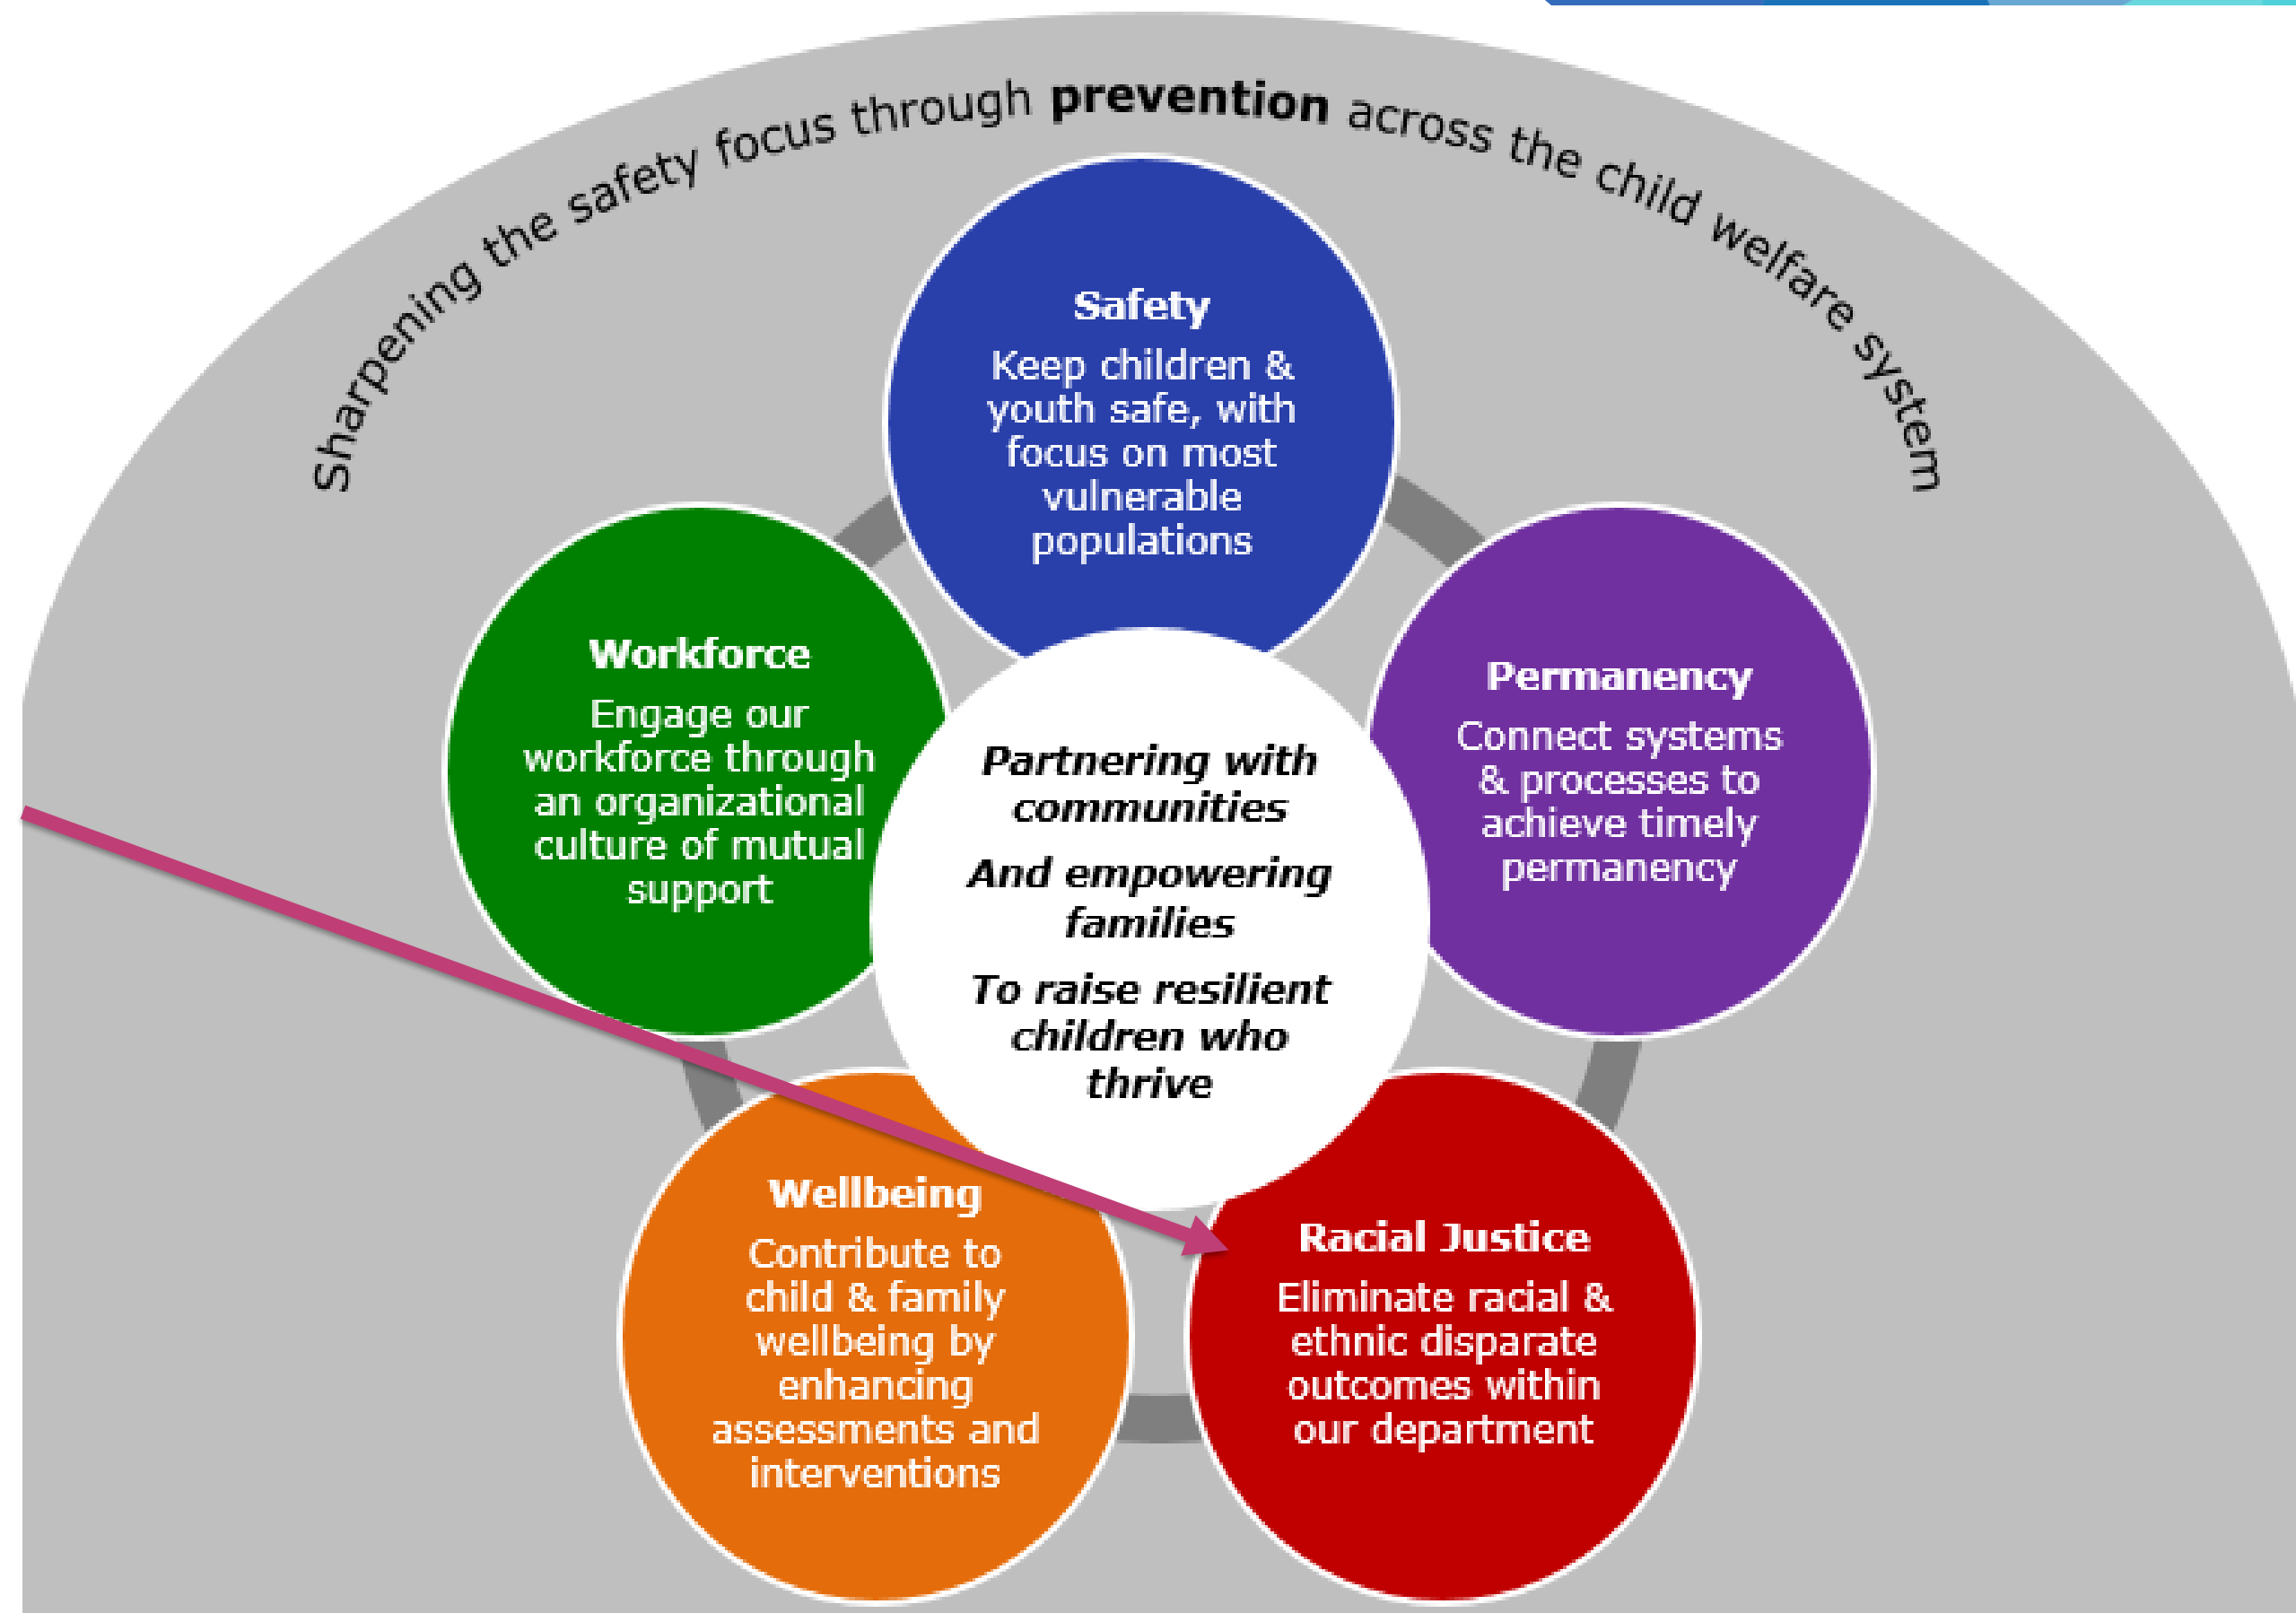 Sharpening the safety focus through prevention across the child welfare system
Safety
Keep children &
youth safe, with
focus on most
vulnerable
populations
Workforce
Engage our
workforce through
an organizational
culture of mutual
support
Permanency
Connect systems
& processes to
achieve timely
permanency
Partnering with
communities
And empowering
families
To raise resilient
children who
thrive
Wellbeing
Contribute to
child & family
wellbeing by
enhancing
assessments and
interventions
Racial Justice
Eliminate racial &
ethnic disparate
outcomes within
our department